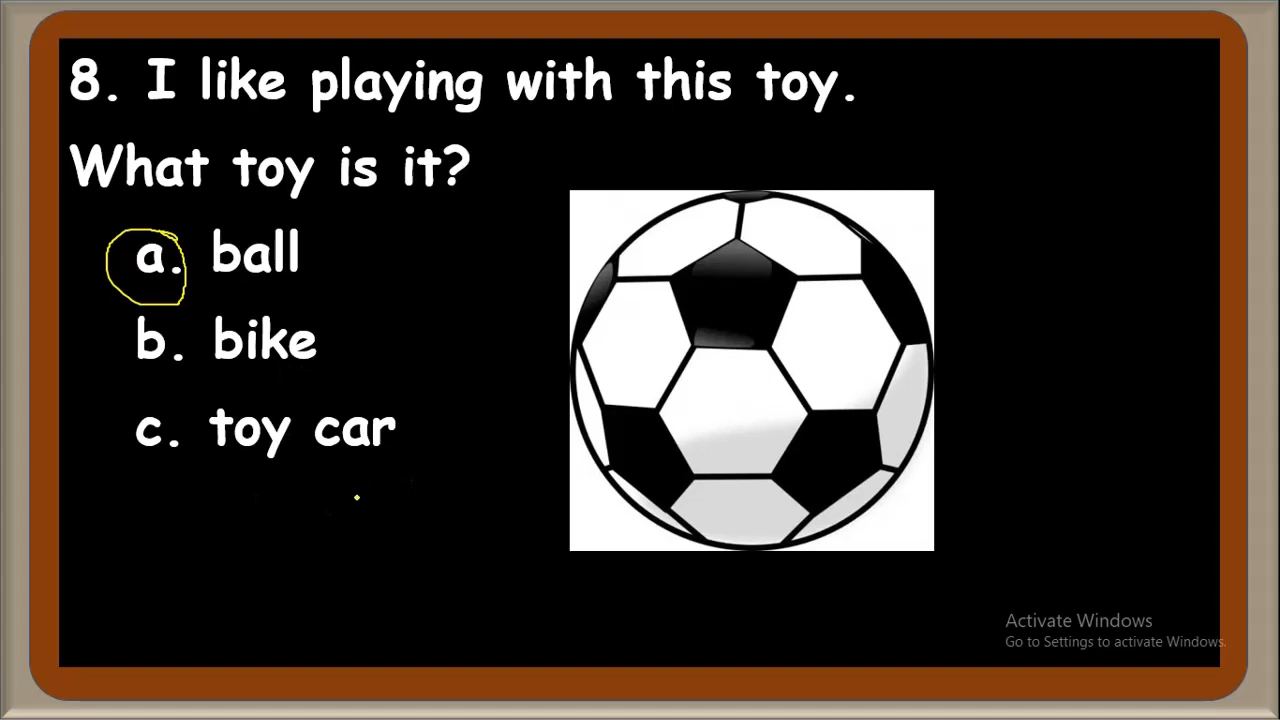 8. I like playing with this toy.
What toy is it?
a. ball
b. bike
c. toy car
Activate Windows
Go to Settings to activate Windows.